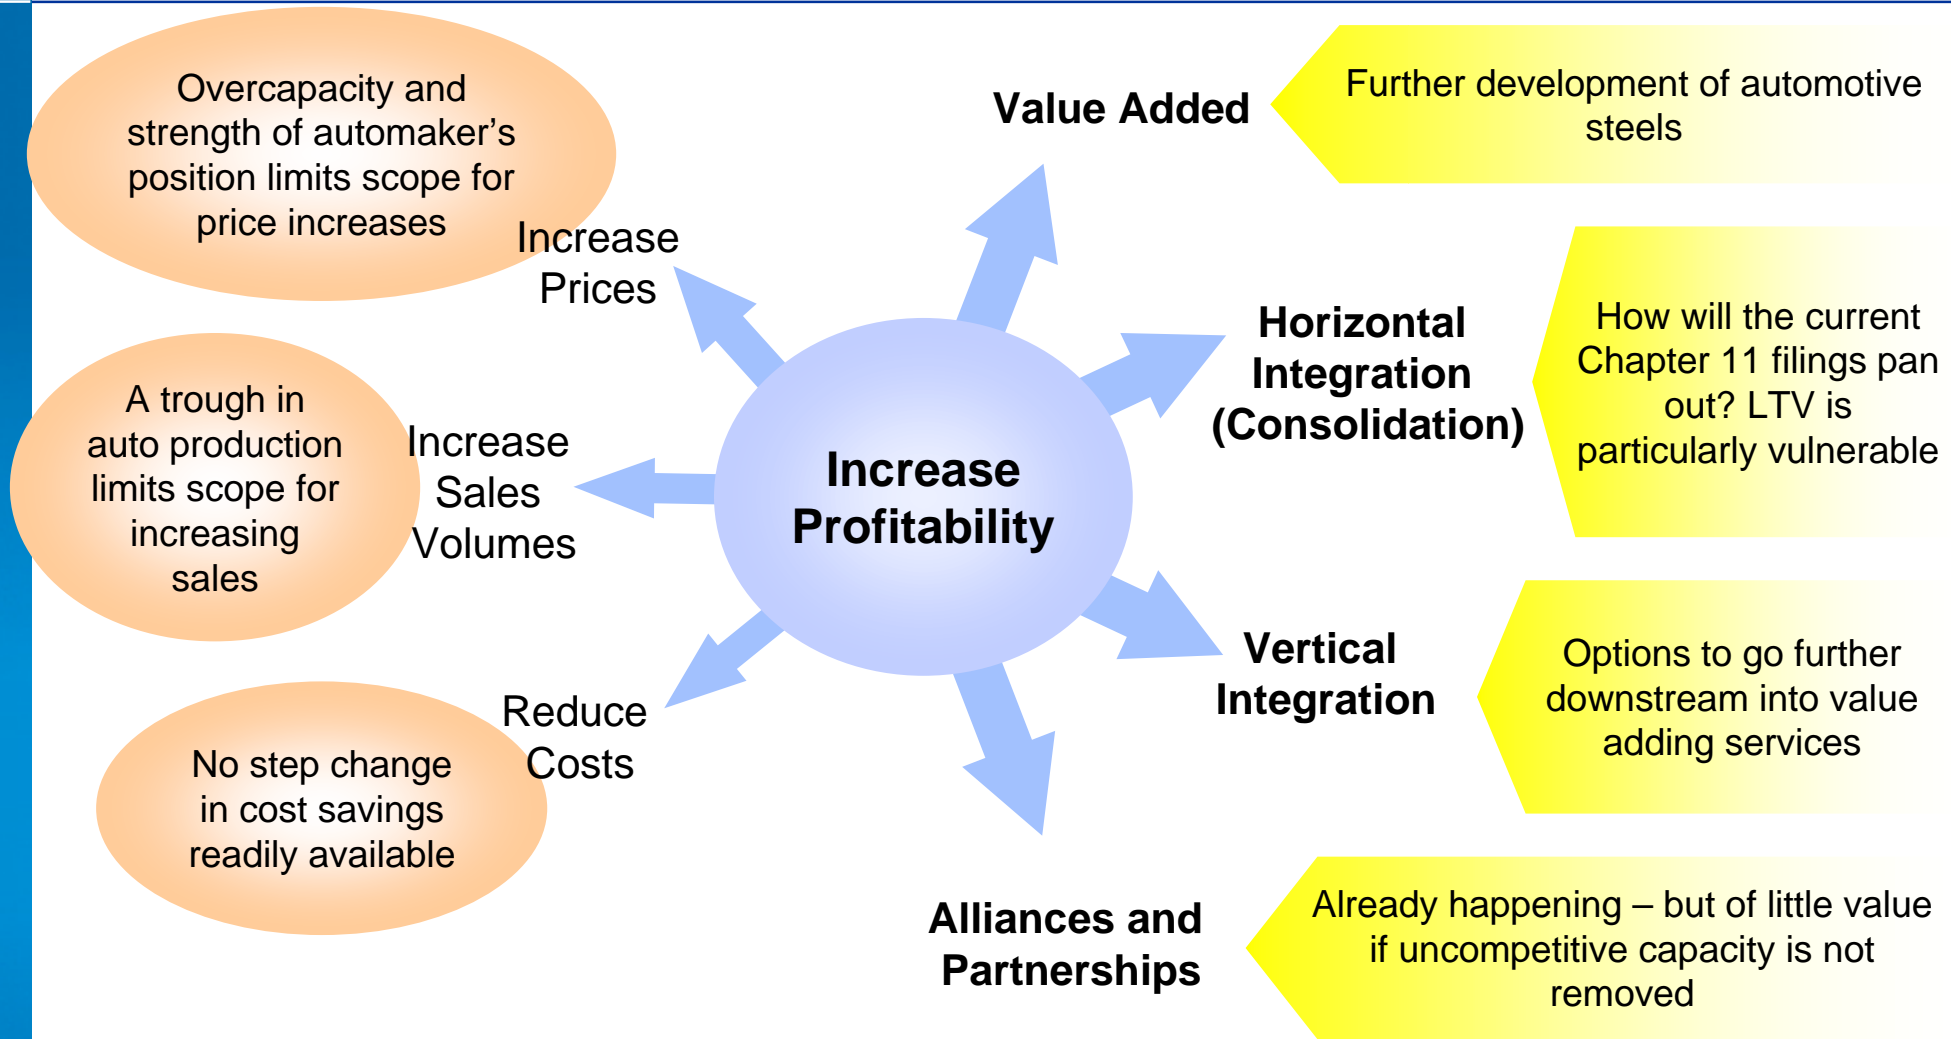 Overcapacity and
strength of automaker’s
position limits scope for
price increases
Increase
Prices
A trough in
auto production
limits scope for
increasing
sales
Increase
Sales
Volumes
No step change
in cost savings
readily available
Reduce
Costs
Increase
Profitability
Value Added
Further development of automotive
steels
Horizontal
Integration
(Consolidation)
How will the current
Chapter 11 filings pan
out? LTV is
particularly vulnerable
Vertical
Integration
Options to go further
downstream into value
adding services
Alliances and
Partnerships
Already happening – but of little value
if uncompetitive capacity is not
removed